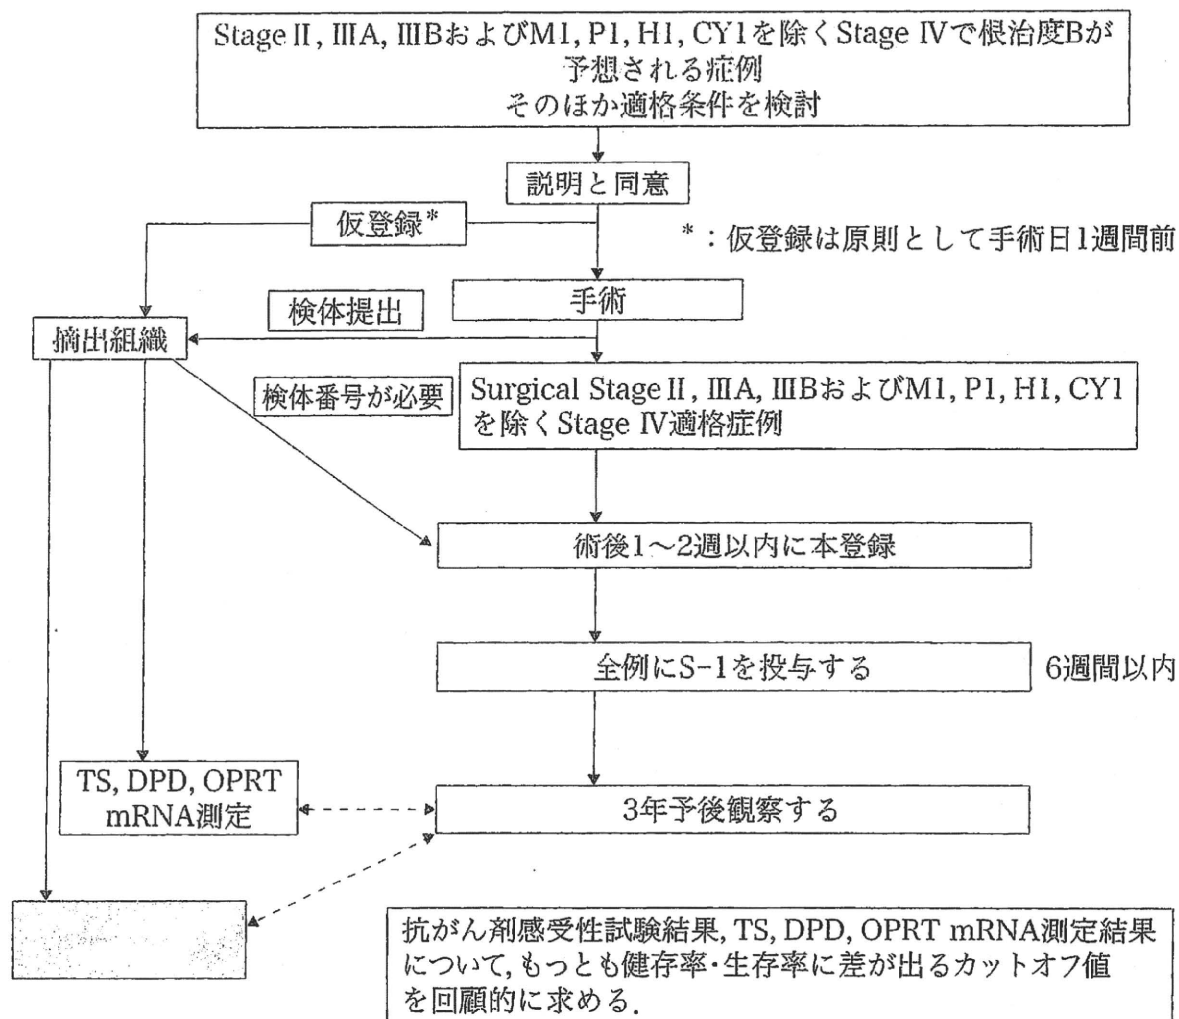 Stage Ⅱ, ⅢA, ⅢBおよびM1, P1, H1, CY1を除くStage Ⅳで根治度Bが
予想される症例
そのほか適格条件を検討
説明と同意
仮登録*
*：仮登録は原則として手術日1週間前
手術
検体提出
摘出組織
検体番号が必要
Surgical Stage Ⅱ, ⅢA, ⅢBおよびM1, P1, H1, CY1
を除くStage Ⅳ適格症例
術後1～2週以内に本登録
全例にS-1を投与する
6週間以内
TS, DPD, OPRT
mRNA測定
3年予後観察する
抗がん剤感受性試験結果, TS, DPD, OPRT mRNA測定結果
について, もっとも健存率・生存率に差が出るカットオフ値
を回顧的に求める.